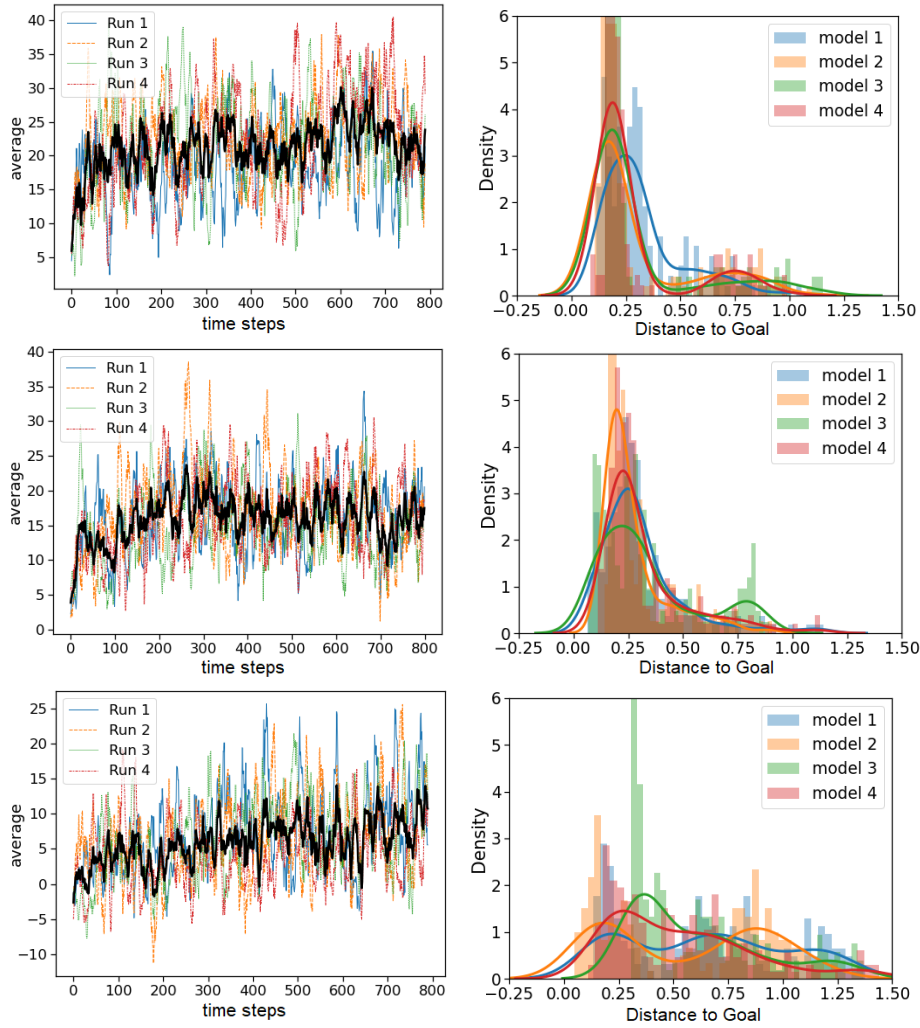 Run 1
Run 2
Run 3
Run 4
40
35
30
25
20
15
10
5
0 100 200 300 400 500 600 700 800
average
time steps
model 1
model 2
model 3
model 4
6
5
4
3
2
1
0
−0.25 0.00 0.25 0.50 0.75 1.00 1.25 1.50
Density
Distance to Goal
Run 1
Run 2
Run 3
Run 4
40
35
30
25
20
15
10
5
0
0 100 200 300 400 500 600 700 800
average
time steps
model 1
model 2
model 3
model 4
6
5
4
3
2
1
0
−0.25 0.00 0.25 0.50 0.75 1.00 1.25 1.50
Density
Distance to Goal
Run 1
Run 2
Run 3
Run 4
25
20
15
10
5
0
−5
−10
0 100 200 300 400 500 600 700 800
average
time steps
model 1
model 2
model 3
model 4
6
5
4
3
2
1
0
−0.25 0.00 0.25 0.50 0.75 1.00 1.25 1.50
Density
Distance to Goal